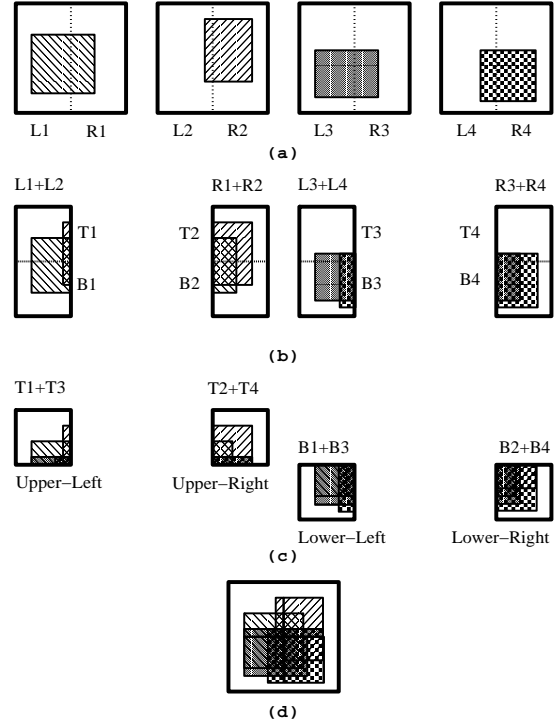 L1 R1 L2 R2 L3 R3 L4 R4
(a)
L1+L2 R1+R2 L3+L4 R3+R4
T1 T2 T3 T4
B1 B2 B3 B4
(b)
T1+T3 T2+T4
B1+B3 B2+B4
Upper−Left Upper−Right
Lower−Left Lower−Right
(c)
(d)